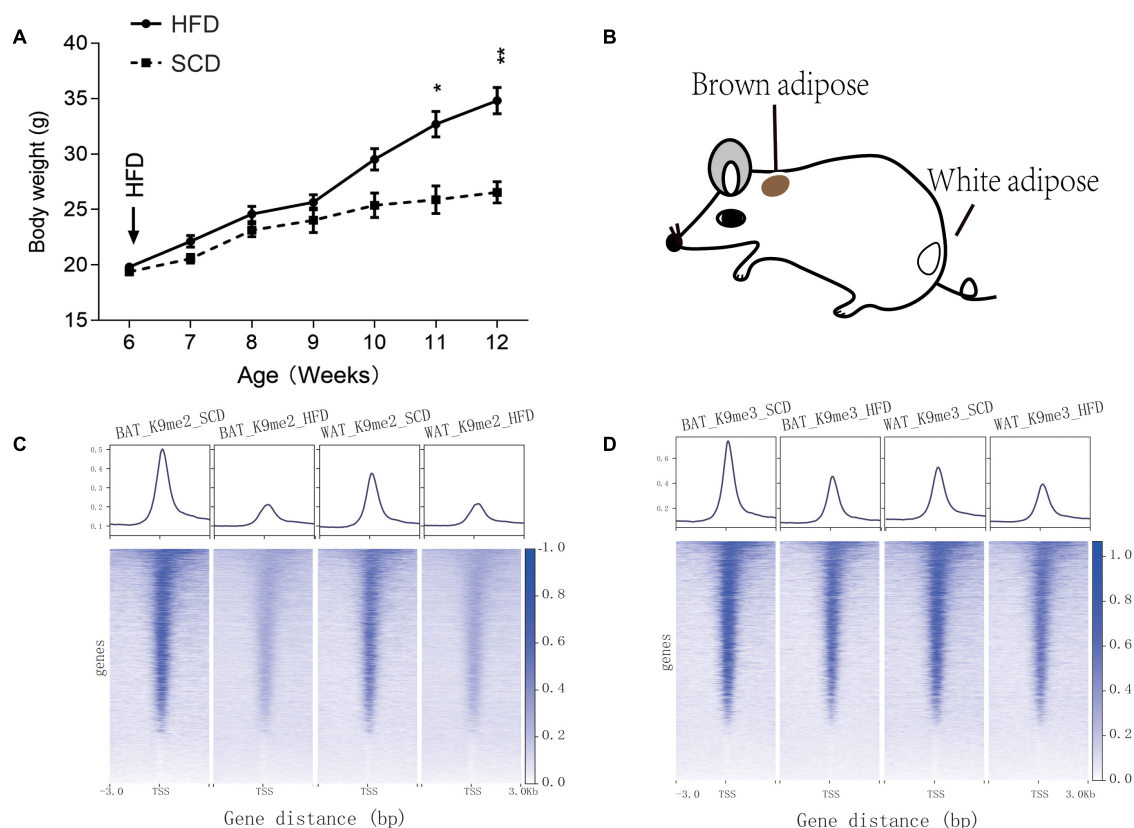 A
HFD
SCD
Body weight (g)
40
35
30
25
20
15
HFD
*
**
6 7 8 9 10 11 12
Age (Weeks)
B
Brown adipose
White adipose
C
BAT_K9me2_SCD BAT_K9me2_HFD WAT_K9me2_SCD WAT_K9me2_HFD
0.5
0.4
0.3
0.2
0.1
genes
1.0
0.8
0.6
0.4
0.2
0.0
-3.0 TSS TSS TSS TSS 3.0Kb
Gene distance (bp)
D
BAT_K9me3_SCD BAT_K9me3_HFD WAT_K9me3_SCD WAT_K9me3_HFD
0.6
0.4
0.2
genes
1.0
0.8
0.6
0.4
0.2
0.0
-3.0 TSS TSS TSS TSS 3.0Kb
Gene distance (bp)